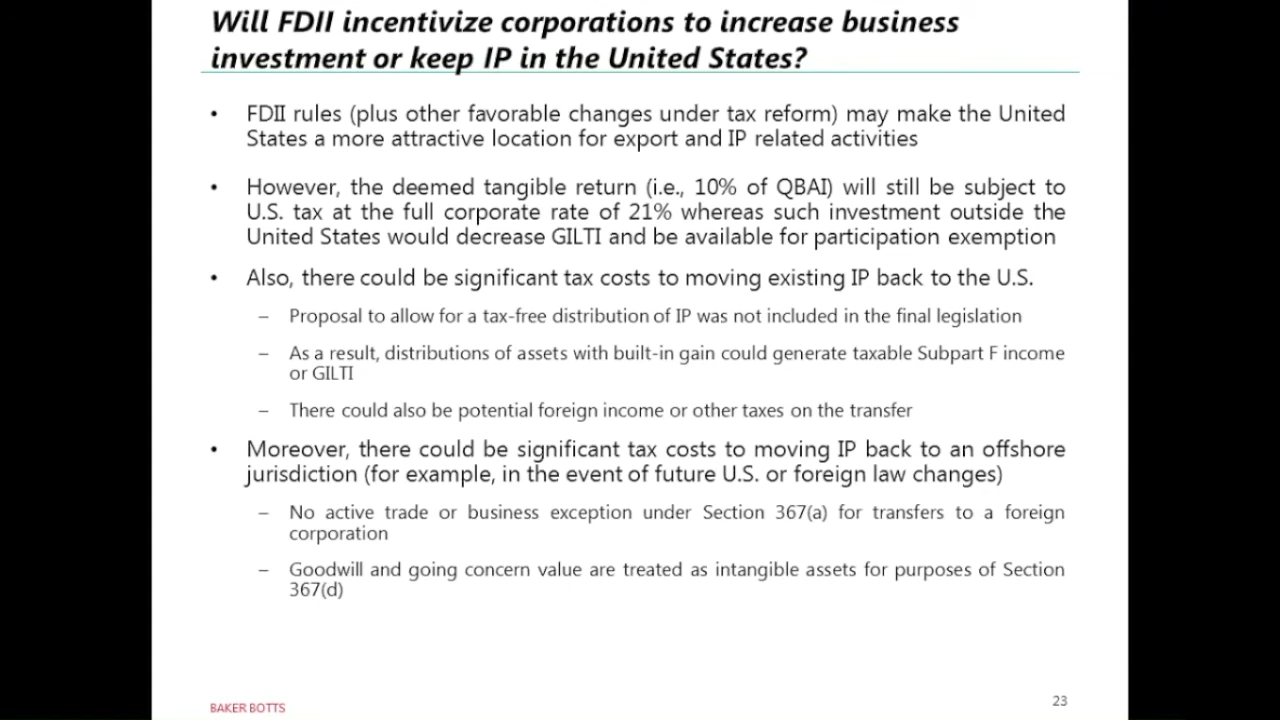 Will FDII incentivize corporations to increase business
investment or keep IP in the United States?
• FDII rules (plus other favorable changes under tax reform) may make the United
States a more attractive location for export and IP related activities
• However, the deemed tangible return (i.e., 10% of QBAI) will still be subject to
U.S. tax at the full corporate rate of 21% whereas such investment outside the
United States would decrease GILTI and be available for participation exemption
• Also, there could be significant tax costs to moving existing IP back to the U.S.
– Proposal to allow for a tax-free distribution of IP was not included in the final legislation
– As a result, distributions of assets with built-in gain could generate taxable Subpart F income
or GILTI
– There could also be potential foreign income or other taxes on the transfer
• Moreover, there could be significant tax costs to moving IP back to an offshore
jurisdiction (for example, in the event of future U.S. or foreign law changes)
– No active trade or business exception under Section 367(a) for transfers to a foreign
corporation
– Goodwill and going concern value are treated as intangible assets for purposes of Section
367(d)
BAKER BOTTS
23